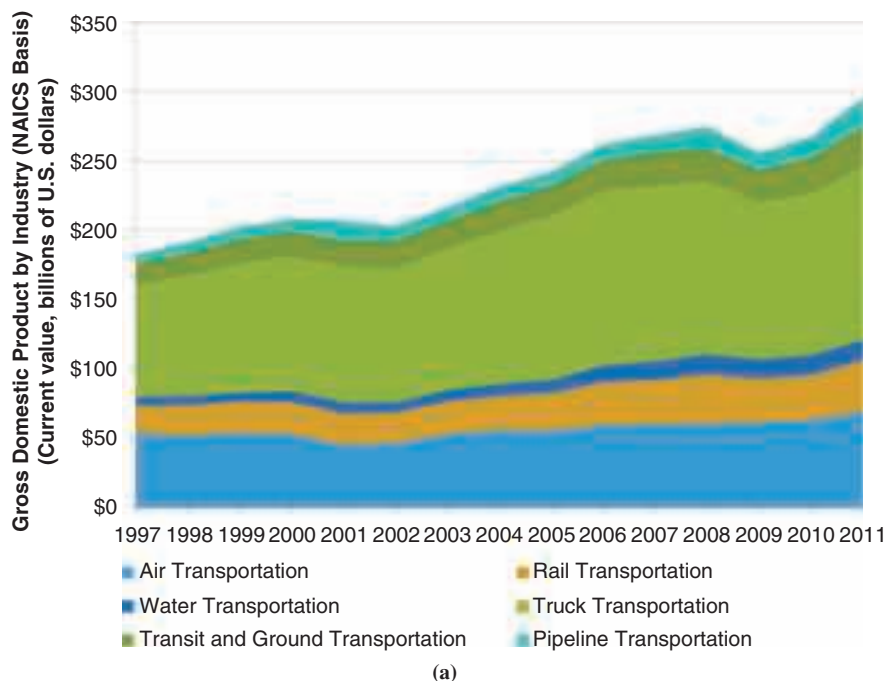 Gross Domestic Product by Industry (NAICS Basis)
(Current value, billions of U.S. dollars)
$350
$300
$250
$200
$150
$100
$50
$0
1997 1998 1999 2000 2001 2002 2003 2004 2005 2006 2007 2008 2009 2010 2011
Air Transportation
Rail Transportation
Water Transportation
Truck Transportation
Transit and Ground Transportation
Pipeline Transportation
(a)